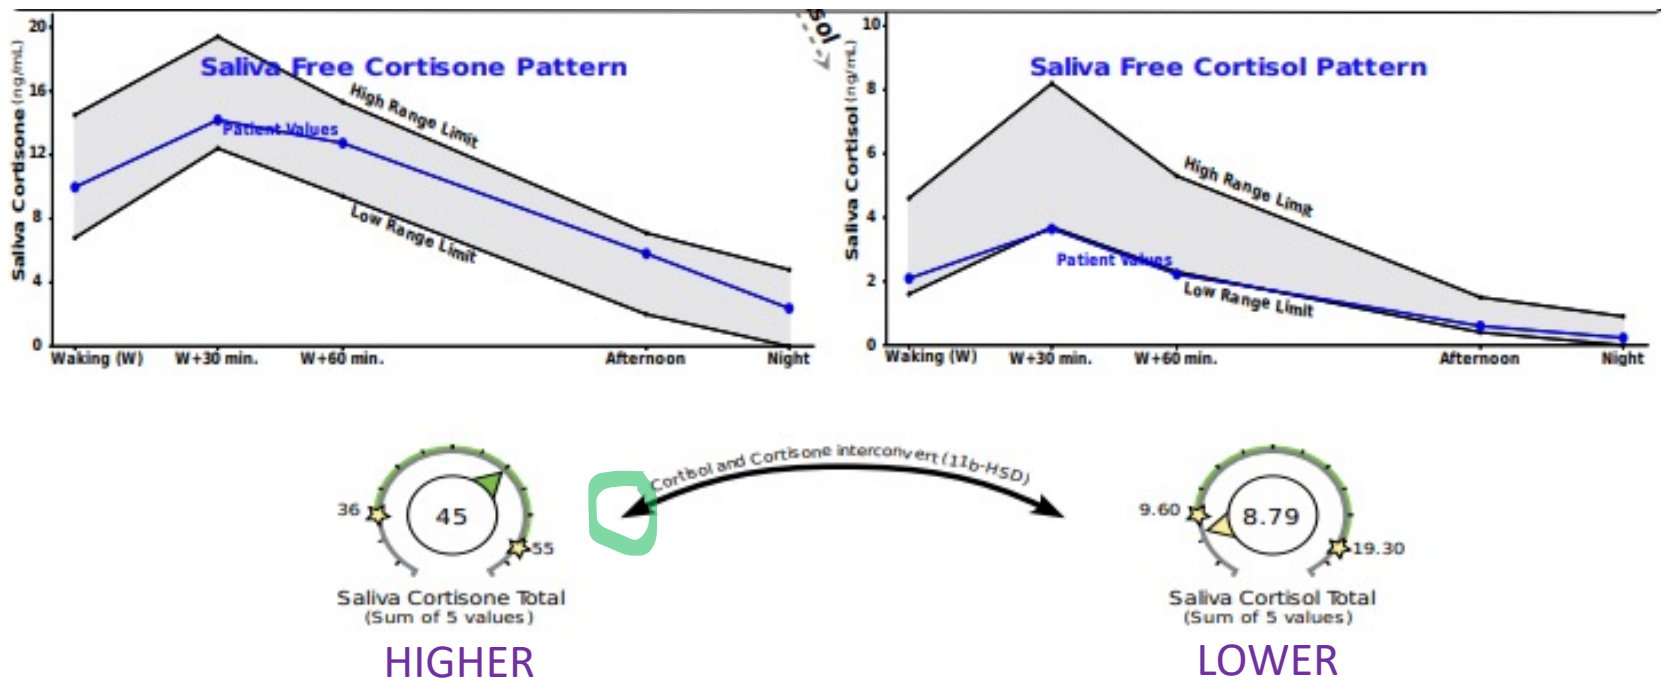 Saliva Free Cortisone Pattern
Saliva Cortisone (ng/mL)
20
16
12
8
4
0
High Range Limit
Patient Values
Low Range Limit
Waking (W) W+30 min. W+60 min. Afternoon Night
sol
Saliva Free Cortisol Pattern
Saliva Cortisol (ng/mL)
10
8
6
4
2
0
High Range Limit
Patient Values
Low Range Limit
Waking (W) W+30 min. W+60 min. Afternoon Night
Cortisol and Cortisone interconvert (11b-HSD)
36
45
55
Saliva Cortisone Total
(Sum of 5 values)
HIGHER
9.60
8.79
19.30
Saliva Cortisol Total
(Sum of 5 values)
LOWER